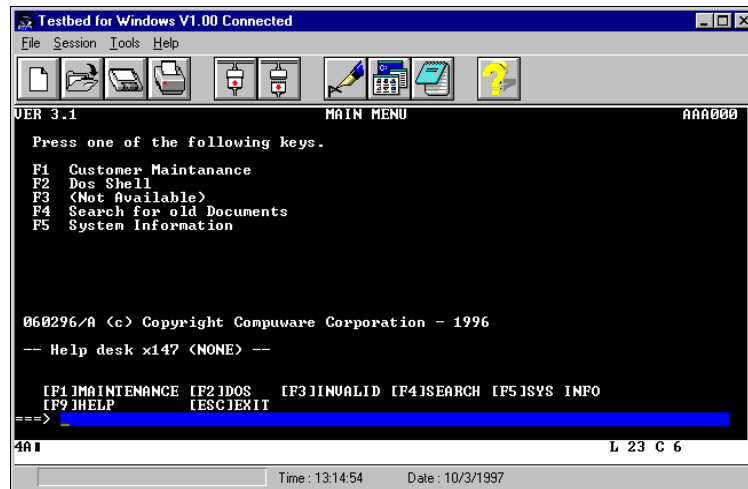 Testbed for Windows V1.00 Connected
File Session Tools Help
VER 3.1 MAIN MENU AAA000
Press one of the following keys.
F1 Customer Maintanance
F2 Dos Shell
F3 (Not Available)
F4 Search for old Documents
F5 System Information
060296/A (c) Copyright Compuware Corporation - 1996
-- Help desk x147 (NONE) --
[F1]MAINTENANCE [F2]DOS [F3]INVALID [F4]SEARCH [F5]SYS INFO
[F9]HELP [ESC]EXIT
===> _
4A L 23 C 6
Time : 13:14:54 Date : 10/3/1997